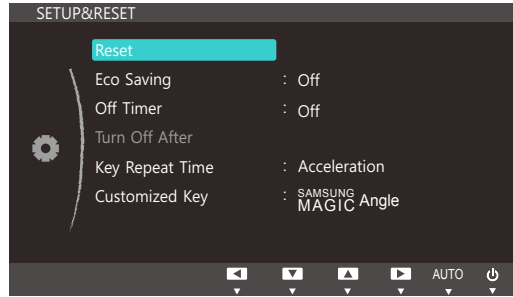 SETUP&RESET
Reset
Eco Saving : Off
Off Timer : Off
Turn Off After
Key Repeat Time : Acceleration
Customized Key : SAMSUNG MAGIC Angle
AUTO